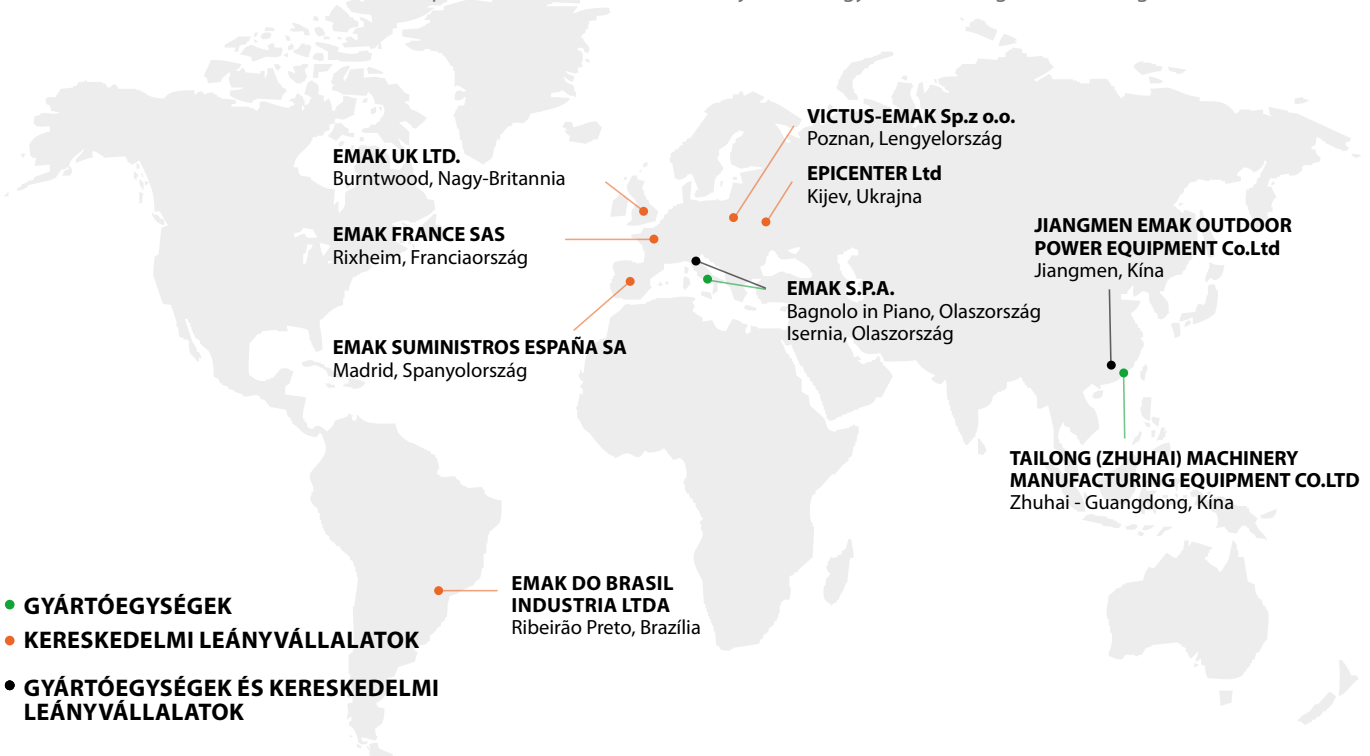 VICTUS-EMAK Sp.z o.o.
Poznan, Lengyelország
EMAK UK LTD.
Burntwood, Nagy-Britannia
EPICENTER Ltd
Kijev, Ukrajna
EMAK FRANCE SAS
Rixheim, Franciaország
JIANGMEN EMAK OUTDOOR
POWER EQUIPMENT Co.Ltd
Jiangmen, Kína
EMAK S.P.A.
Bagnolo in Piano, Olaszország
Isernia, Olaszország
EMAK SUMINISTROS ESPAÑA SA
Madrid, Spanyolország
TAILONG (ZHUHAI) MACHINERY
MANUFACTURING EQUIPMENT CO.LTD
Zhuhai - Guangdong, Kína
EMAK DO BRASIL
INDUSTRIA LTDA
Ribeirão Preto, Brazília
GYÁRTÓEGYSÉGEK
KERESKEDELMI LEÁNYVÁLLALATOK
GYÁRTÓEGYSÉGEK ÉS KERESKEDELMI
LEÁNYVÁLLALATOK